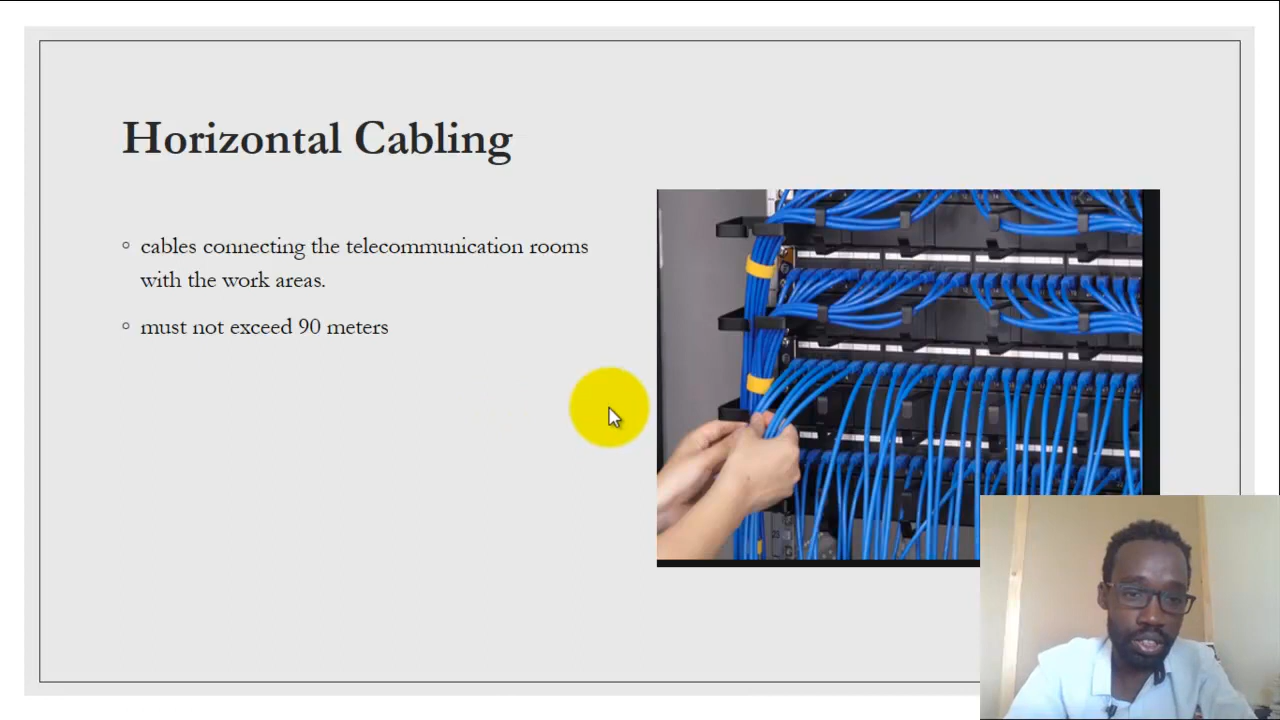 Horizontal Cabling
◦ cables connecting the telecommunication rooms
with the work areas.
◦ must not exceed 90 meters